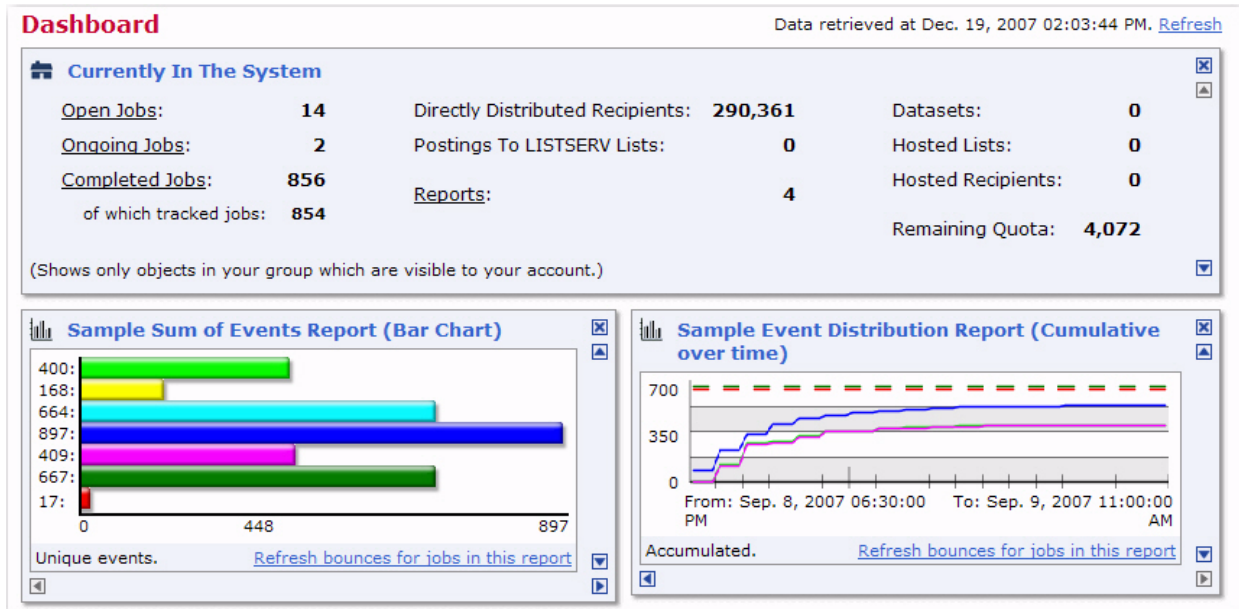 Dashboard
Data retrieved at Dec. 19, 2007 02:03:44 PM. Refresh
Currently In The System
Open Jobs: 14
Ongoing Jobs: 2
Completed Jobs: 856
of which tracked jobs: 854
Directly Distributed Recipients: 290,361
Postings To LISTSERV Lists: 0
Reports: 4
Datasets: 0
Hosted Lists: 0
Hosted Recipients: 0
Remaining Quota: 4,072
(Shows only objects in your group which are visible to your account.)
Sample Sum of Events Report (Bar Chart)
400:
168:
664:
897:
409:
667:
17:
0 448 897
Unique events. Refresh bounces for jobs in this report
Sample Event Distribution Report (Cumulative
over time)
700
350
0
From: Sep. 8, 2007 06:30:00 To: Sep. 9, 2007 11:00:00
PM AM
Accumulated. Refresh bounces for jobs in this report